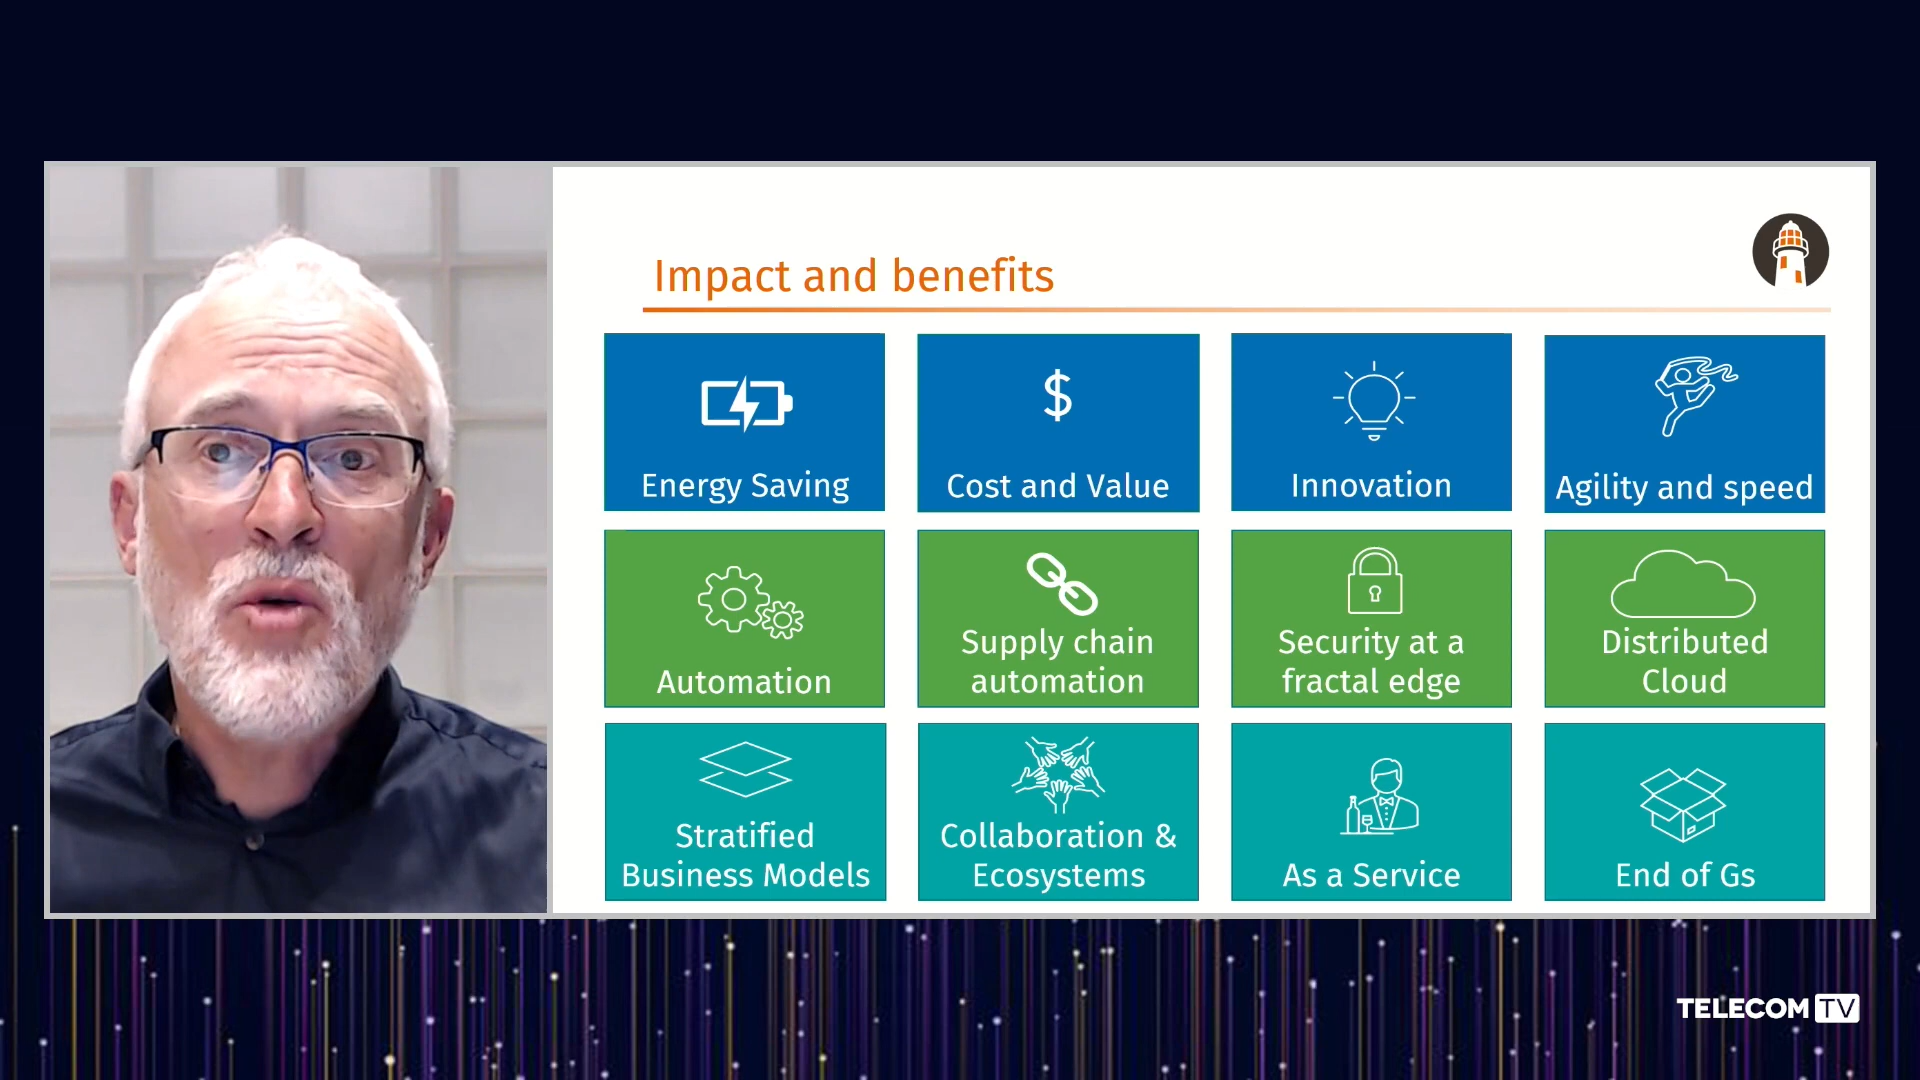 Impact and benefits
$
Energy Saving
Cost and Value
Innovation
Agility and speed
Automation
Supply chain
automation
Security at a
fractal edge
Distributed
Cloud
Stratified
Business Models
Collaboration &
Ecosystems
As a Service
End of Gs
TELECOM TV